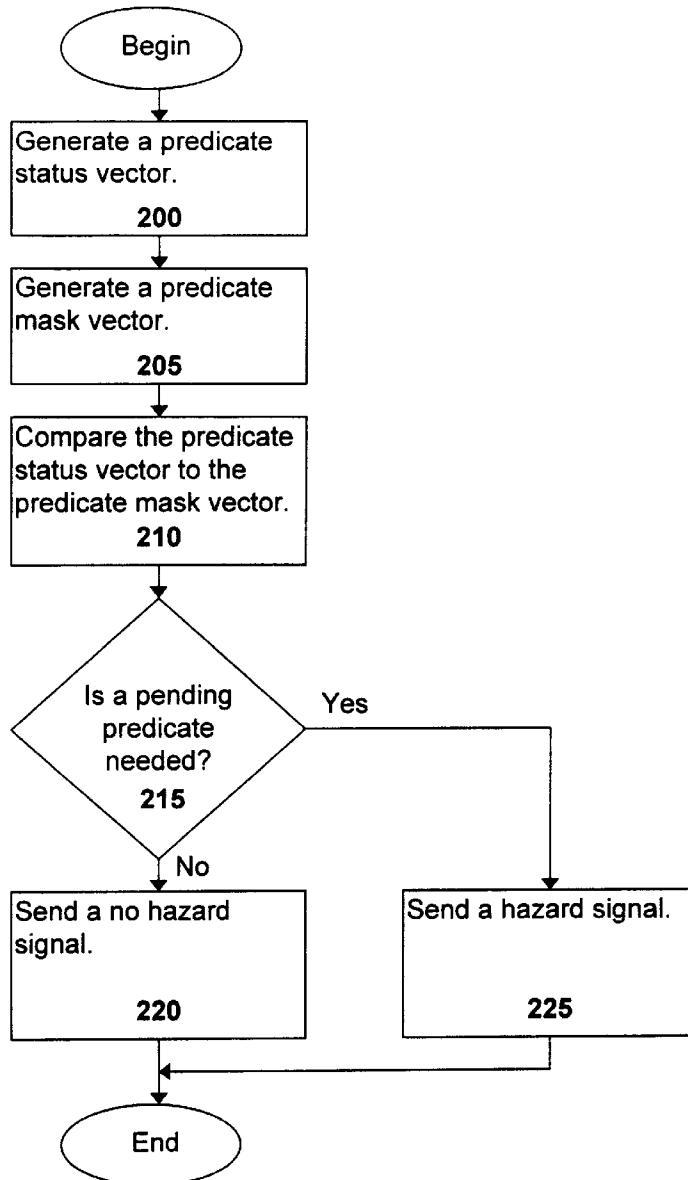 Begin
Generate a predicate
status vector.
200
Generate a predicate
mask vector.
205
Compare the predicate
status vector to the
predicate mask vector.
210
Is a pending
predicate
needed?
215
Yes
No
Send a no hazard
signal.
220
Send a hazard signal.
225
End